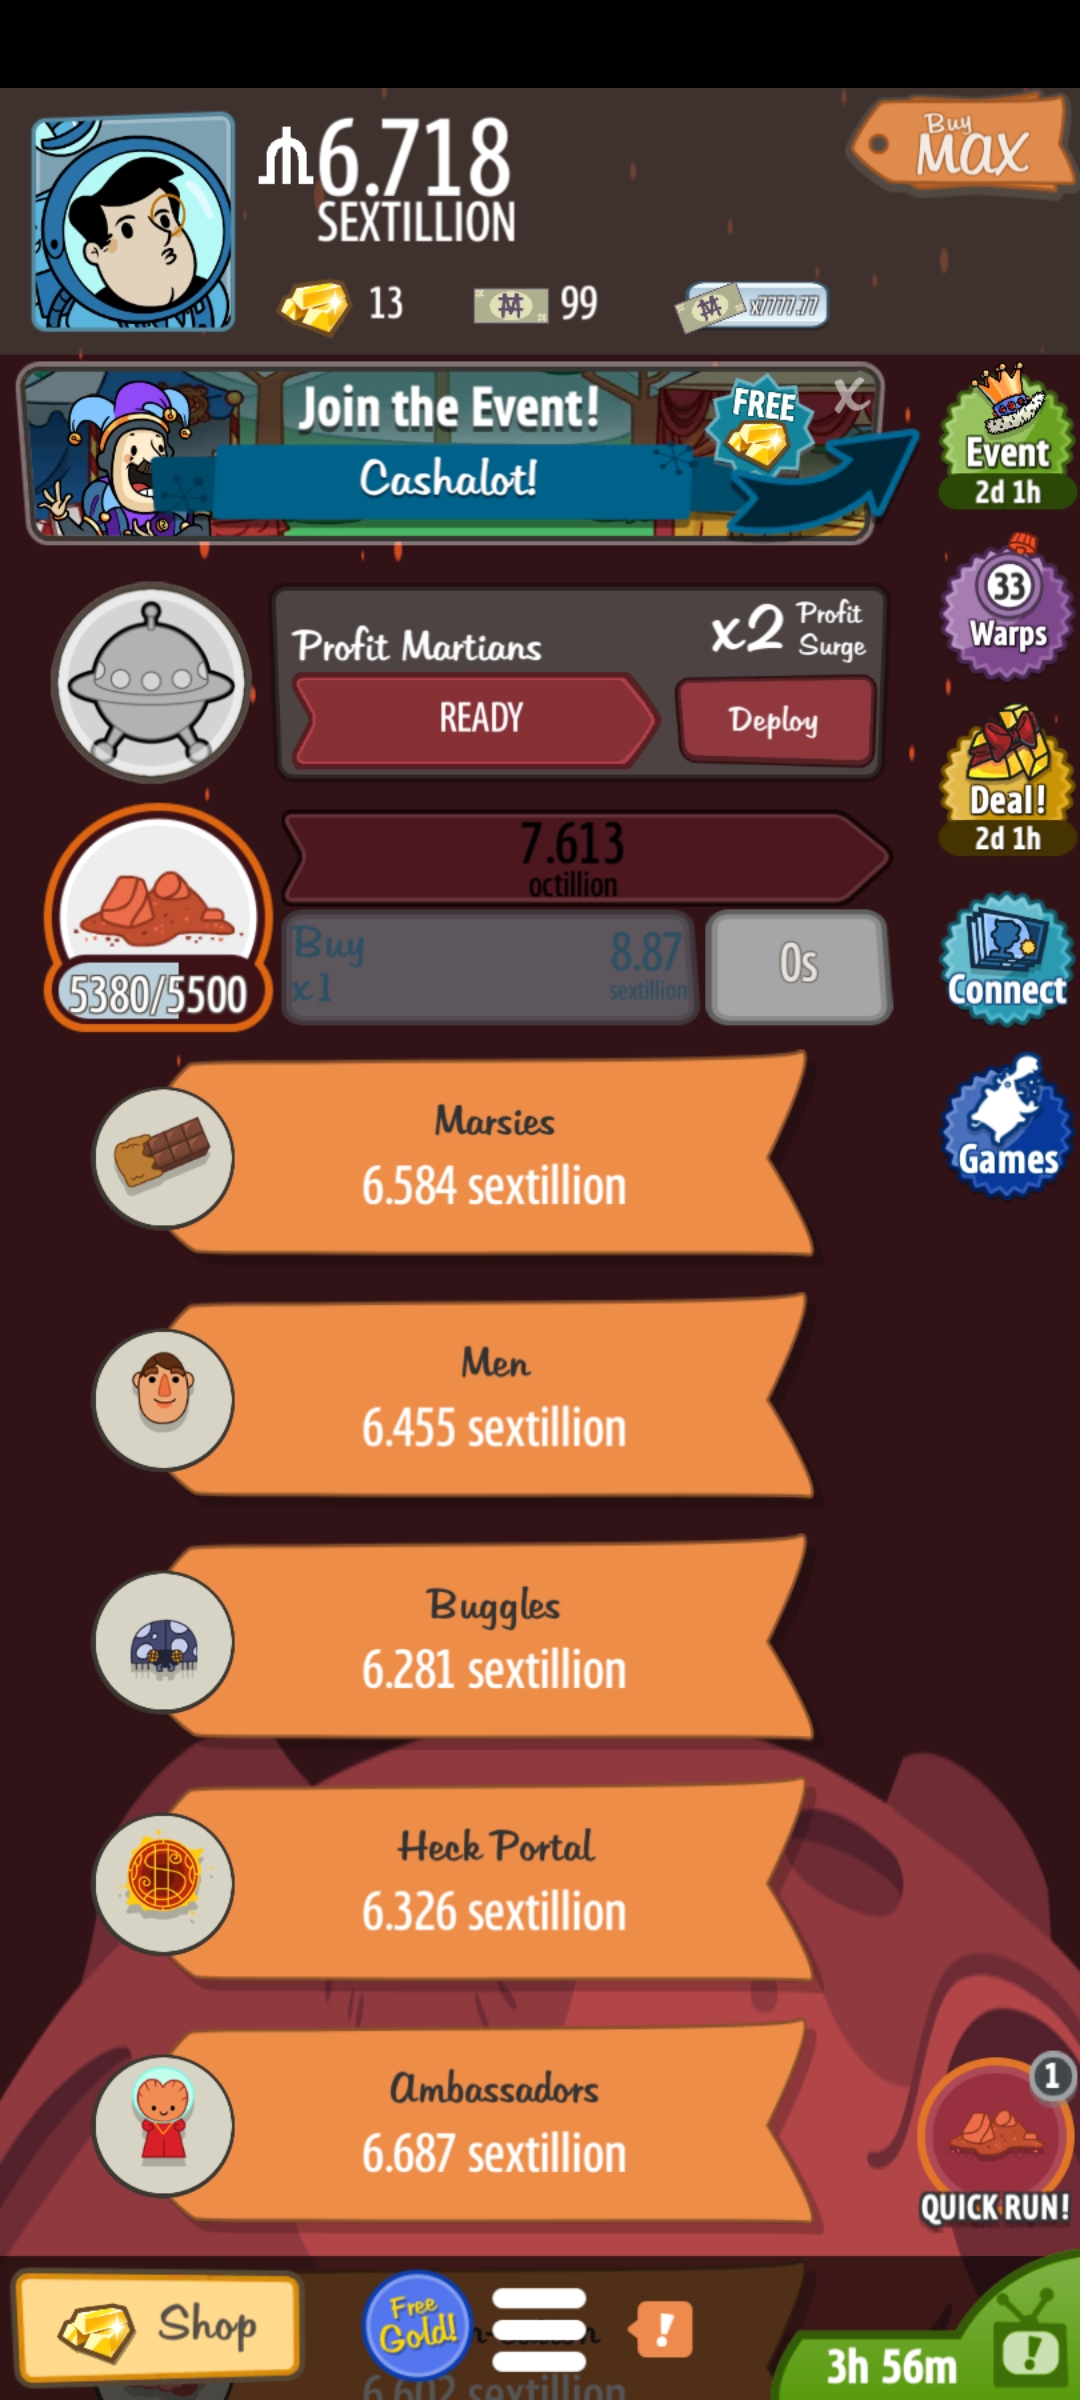 6.718
SEXTILLION
Buy
MAX
13
99
x7777.77
Join the Event!
FREE
X
Cashalot!
Event
2d 1h
33
Warps
Profit Martians
x2 Profit
Surge
READY
Deploy
Deal!
2d 1h
7.613
octillion
5380/5500
Buy
x1
8.87
sextillion
0s
Connect
Games
Marsies
6.584 sextillion
Men
6.455 sextillion
Buggles
6.281 sextillion
Heck Portal
6.326 sextillion
Ambassadors
6.687 sextillion
1
QUICK RUN!
Shop
Free
Gold!
!
6.602 sextillion
3h 56m
!